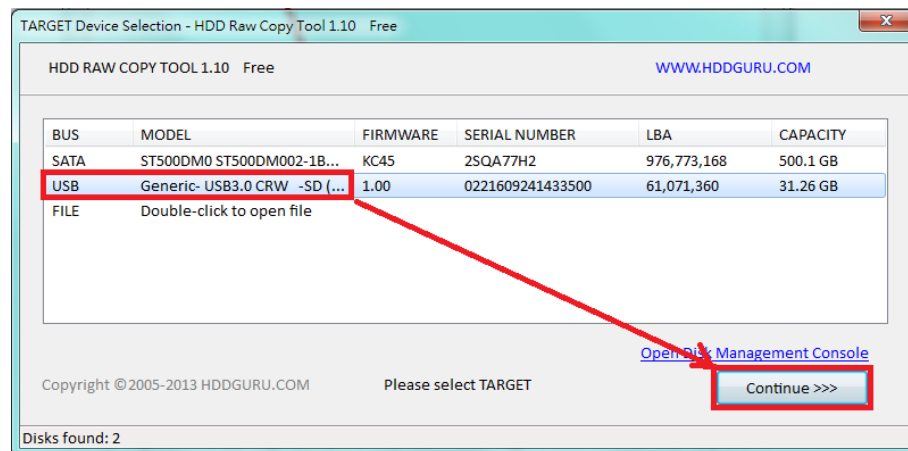 TARGET Device Selection - HDD Raw Copy Tool 1.10 Free
HDD RAW COPY TOOL 1.10 Free WWW.HDDGURU.COM
BUS MODEL FIRMWARE SERIAL NUMBER LBA CAPACITY
SATA ST500DM0 ST500DM002-1B... KC45 2SQA77H2 976,773,168 500.1 GB
USB Generic- USB3.0 CRW -SD (... 1.00 0221609241433500 61,071,360 31.26 GB
FILE Double-click to open file
Open Disk Management Console
Copyright ©2005-2013 HDDGURU.COM Please select TARGET Continue >>>
Disks found: 2